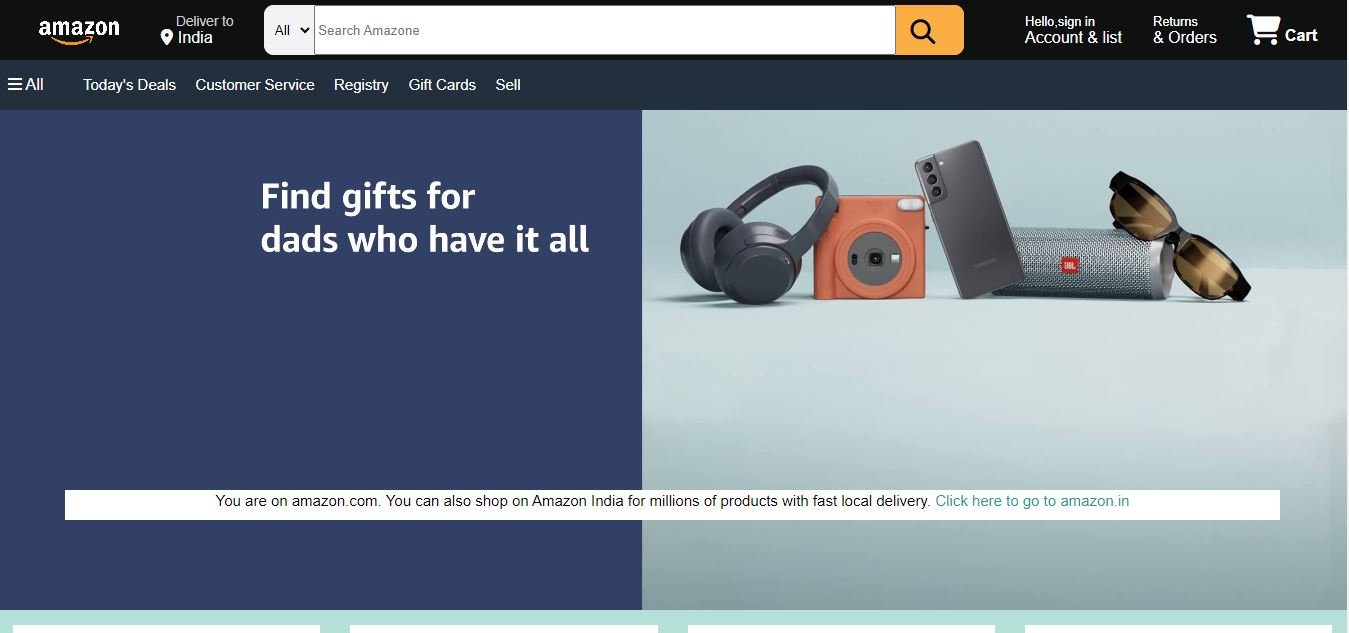 amazon
Deliver to
India
All
Search Amazone
Hello,sign in
Account & list
Returns
& Orders
Cart
All
Today's Deals
Customer Service
Registry
Gift Cards
Sell
Find gifts for
dads who have it all
SAMSUNG
JBL
You are on amazon.com. You can also shop on Amazon India for millions of products with fast local delivery. Click here to go to amazon.in